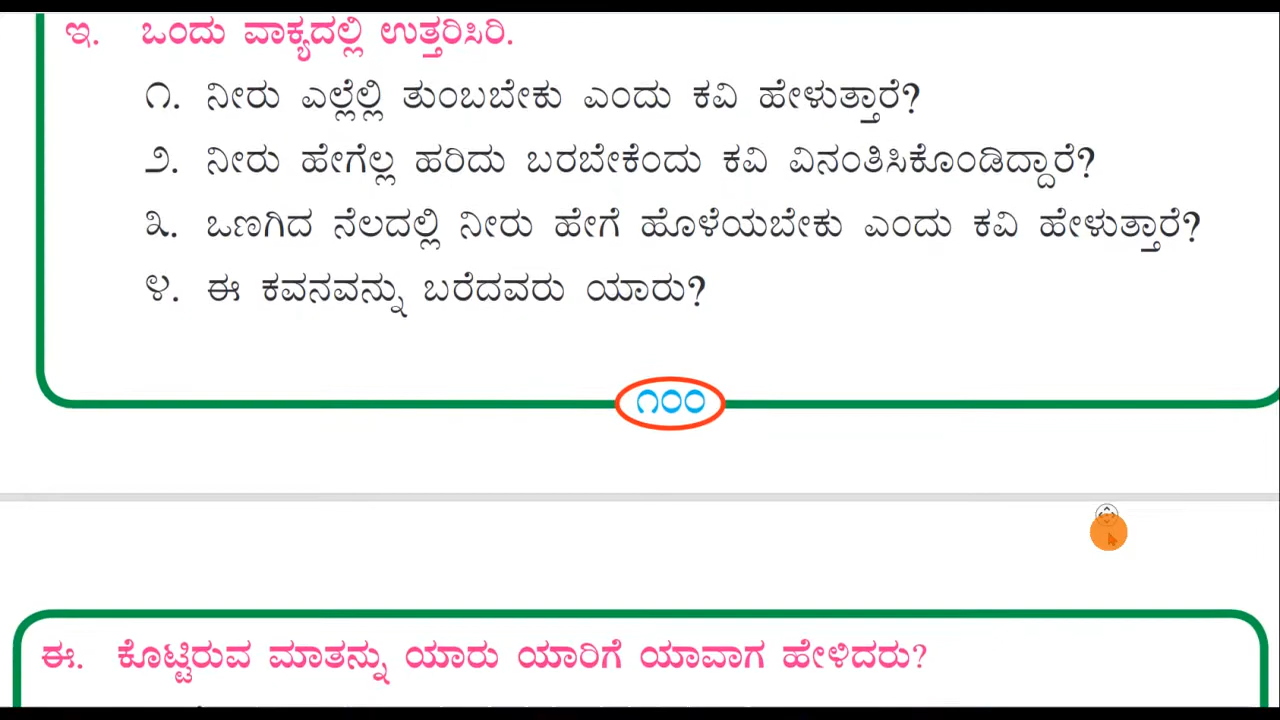 ಇ. ಒಂದು ವಾಕ್ಯದಲ್ಲಿ ಉತ್ತರಿಸಿರಿ.
೧. ನೀರು ಎಲ್ಲೆಲ್ಲಿ ತುಂಬಬೇಕು ಎಂದು ಕವಿ ಹೇಳುತ್ತಾರೆ?
೨. ನೀರು ಹೇಗೆಲ್ಲ ಹರಿದು ಬರಬೇಕೆಂದು ಕವಿ ವಿನಂತಿಸಿಕೊಂಡಿದ್ದಾರೆ?
೩. ಒಣಗಿದ ನೆಲದಲ್ಲಿ ನೀರು ಹೇಗೆ ಹೊಳೆಯಬೇಕು ಎಂದು ಕವಿ ಹೇಳುತ್ತಾರೆ?
೪. ಈ ಕವನವನ್ನು ಬರೆದವರು ಯಾರು?
೧೦೦
ಈ. ಕೊಟ್ಟಿರುವ ಮಾತನ್ನು ಯಾರು ಯಾರಿಗೆ ಯಾವಾಗ ಹೇಳಿದರು?